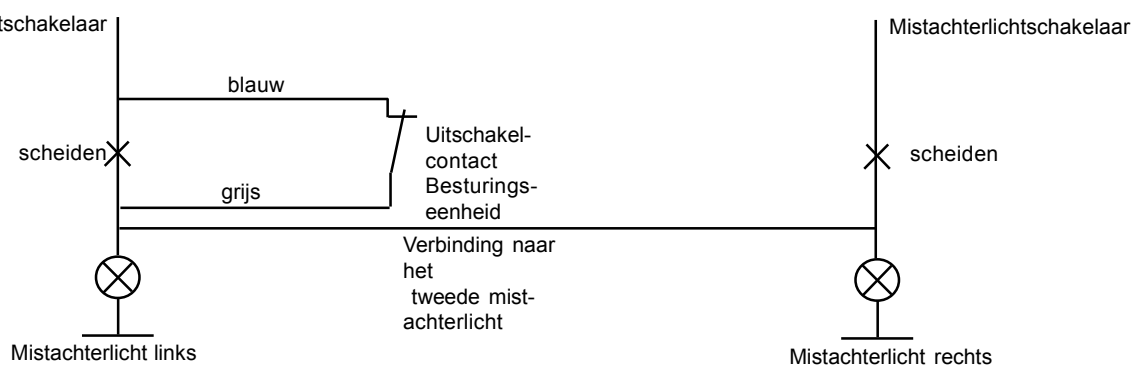 tschakelaar
Mistachterlichtschakelaar
blauw
scheiden
Uitschakel-
contact
Besturings-
eenheid
scheiden
grijs
Verbinding naar
het
tweede mist-
achterlicht
Mistachterlicht links
Mistachterlicht rechts